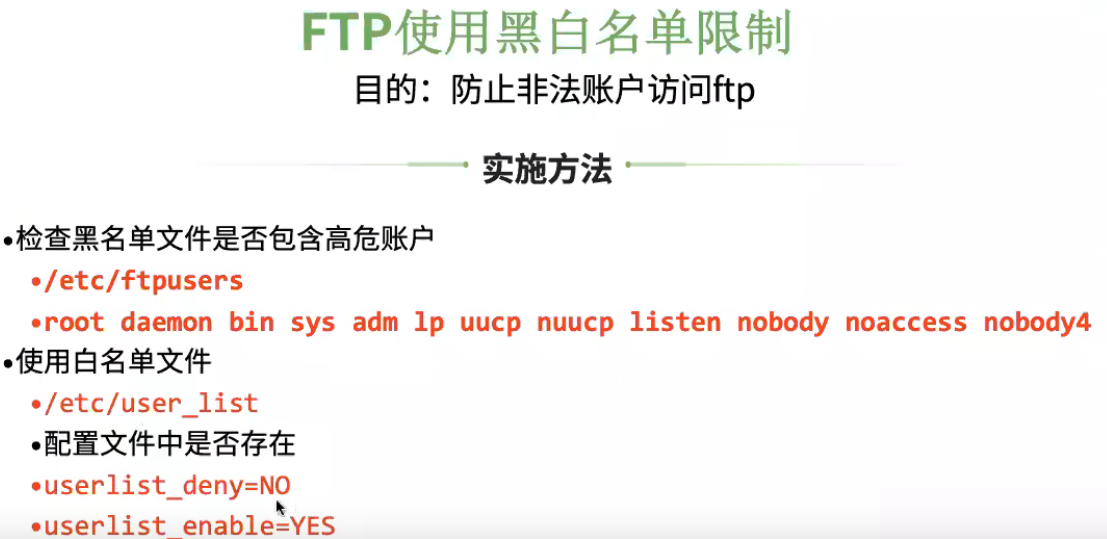 FTP使用黑白名单限制
目的：防止非法账户访问ftp
实施方法
•检查黑名单文件是否包含高危账户
•/etc/ftpusers
•root daemon bin sys adm lp uucp nuucp listen nobody noaccess nobody4
•使用白名单文件
•/etc/user_list
•配置文件中是否存在
•userlist_deny=NO
•userlist_enable=YES